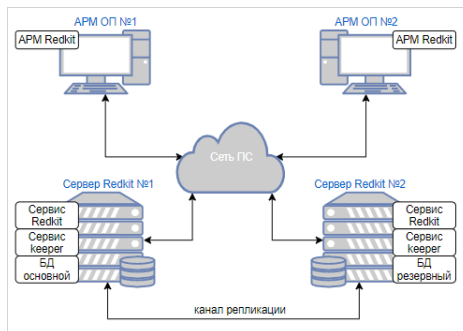 АРМ ОП №1
АРМ ОП №2
АРМ Redkit
АРМ Redkit
Сеть ПС
Сервер Redkit №1
Сервер Redkit №2
Сервис
Redkit
Сервис
keeper
БД
основной
Сервис
Redkit
Сервис
keeper
БД
резервный
канал репликации